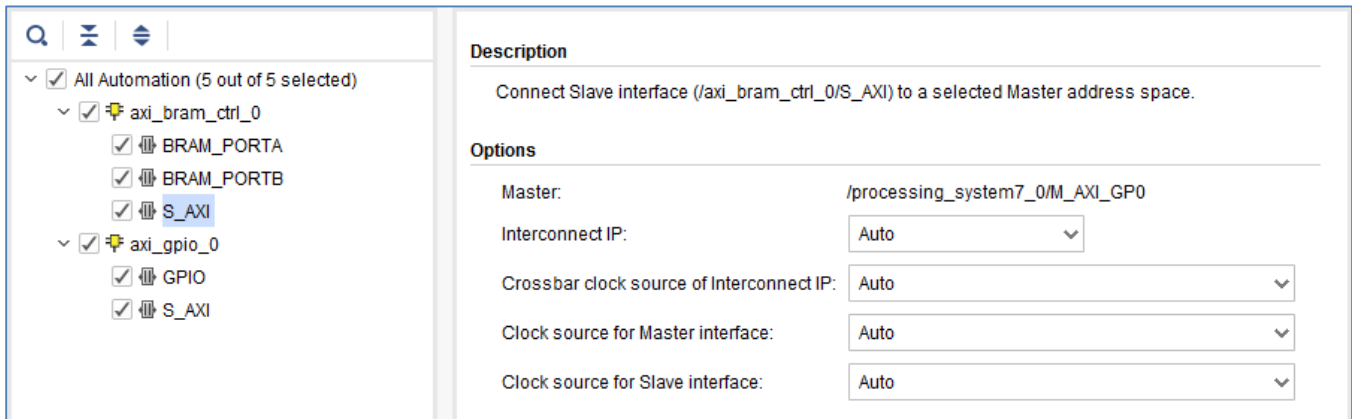 All Automation (5 out of 5 selected)
axi_bram_ctrl_0
BRAM_PORTA
BRAM_PORTB
S_AXI
axi_gpio_0
GPIO
S_AXI
Description
Connect Slave interface (/axi_bram_ctrl_0/S_AXI) to a selected Master address space.
Options
Master: /processing_system7_0/M_AXI_GP0
Interconnect IP: Auto
Crossbar clock source of Interconnect IP: Auto
Clock source for Master interface: Auto
Clock source for Slave interface: Auto